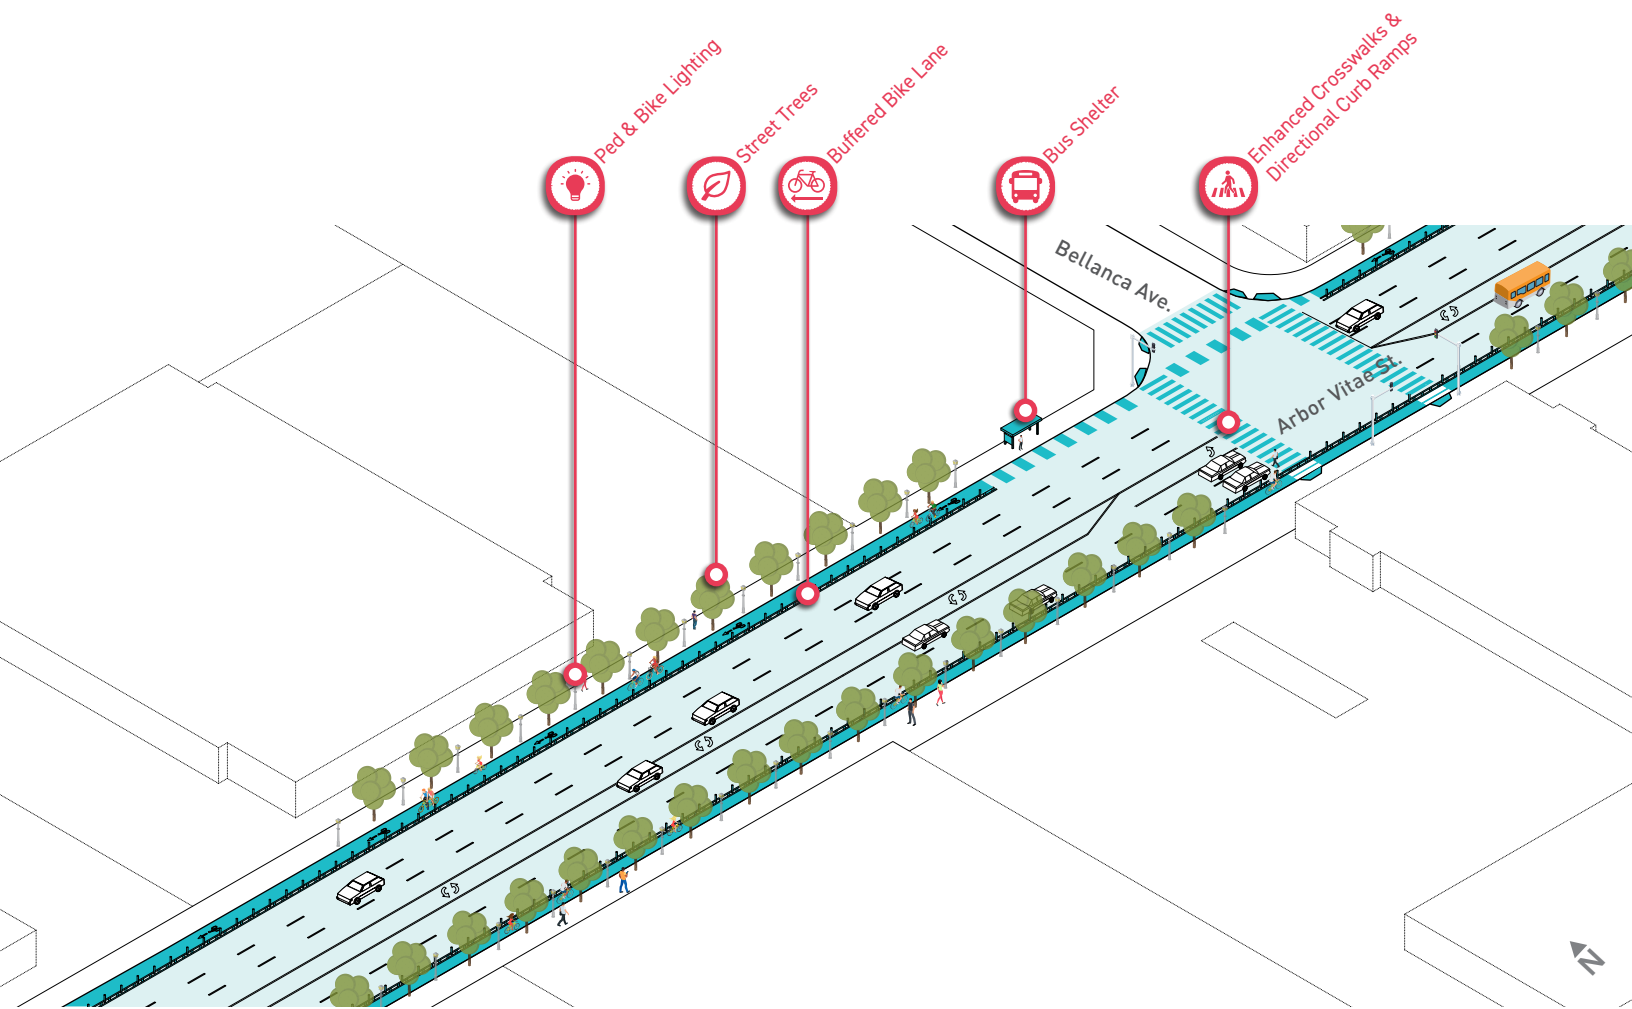 Ped & Bike Lighting
Street Trees
Buffered Bike Lane
Bus Shelter
Enhanced Crosswalks &
Directional Curb Ramps
Bellanca Ave.
Arbor Vitae St.
N